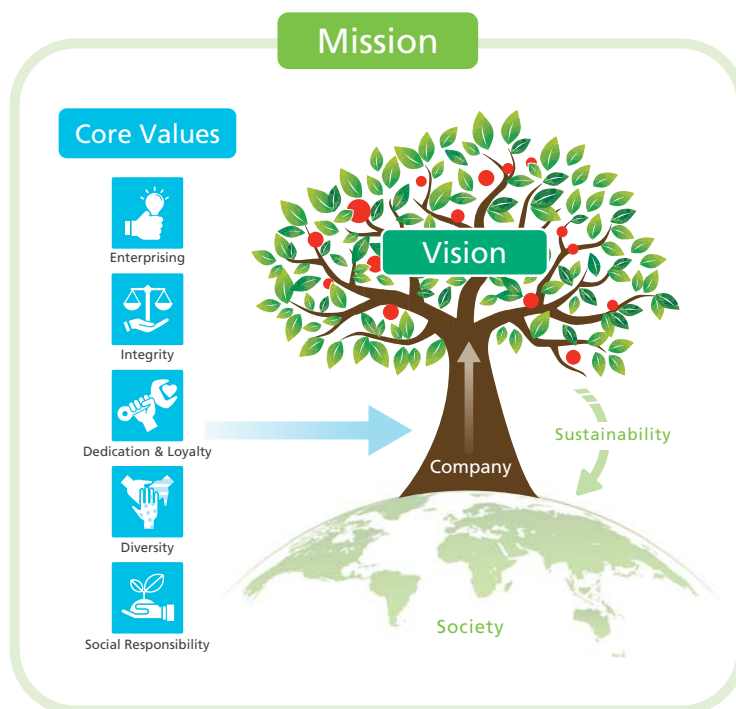 Mission
Core Values
Enterprising
Integrity
Dedication & Loyalty
Diversity
Social Responsibility
Vision
Company
Sustainability
Society